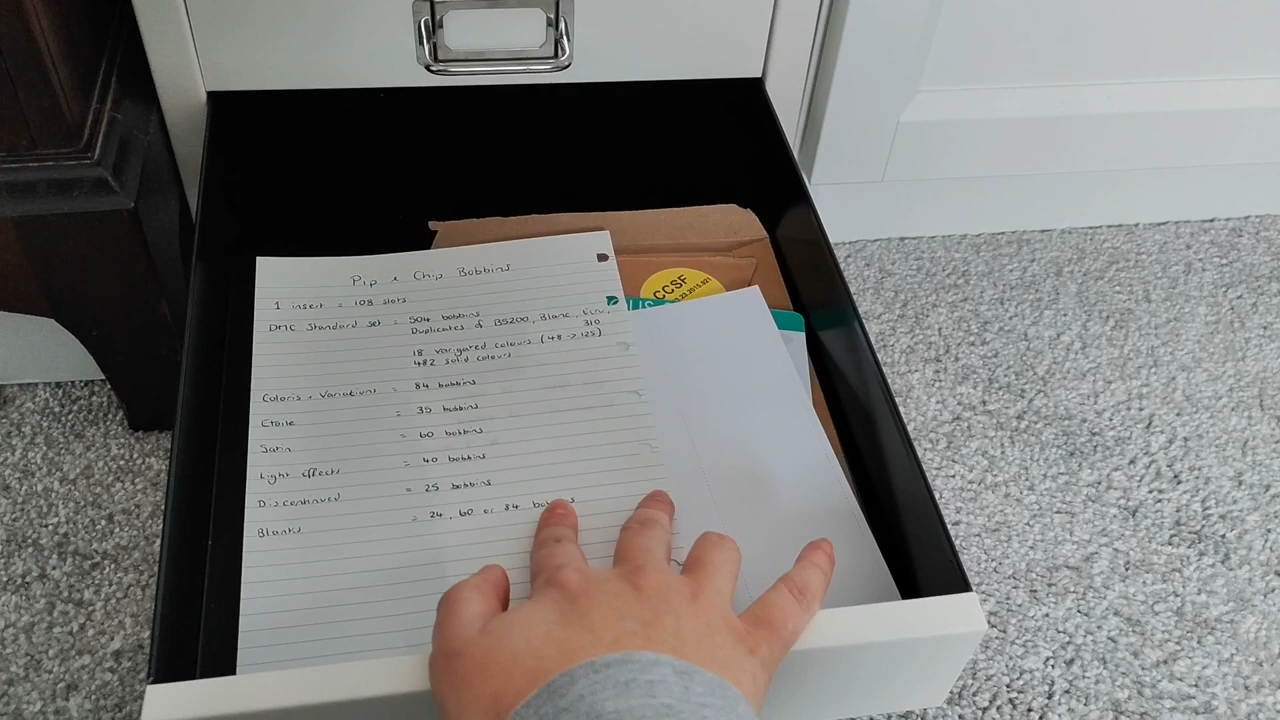 Pip & Chip Bobbins
1 insert = 108 slots
DMC Standard set = 504 bobbins
Duplicates of B5200, Blanc, Ecru,
310
18 varigated colours (48 -> 125)
482 solid colours
Coloris + Variations = 84 bobbins
Etoile = 35 bobbins
Satin = 60 bobbins
Light Effects = 40 bobbins
Discontinued = 25 bobbins
Blanks = 24, 60 or 84 bobbins
CCSF